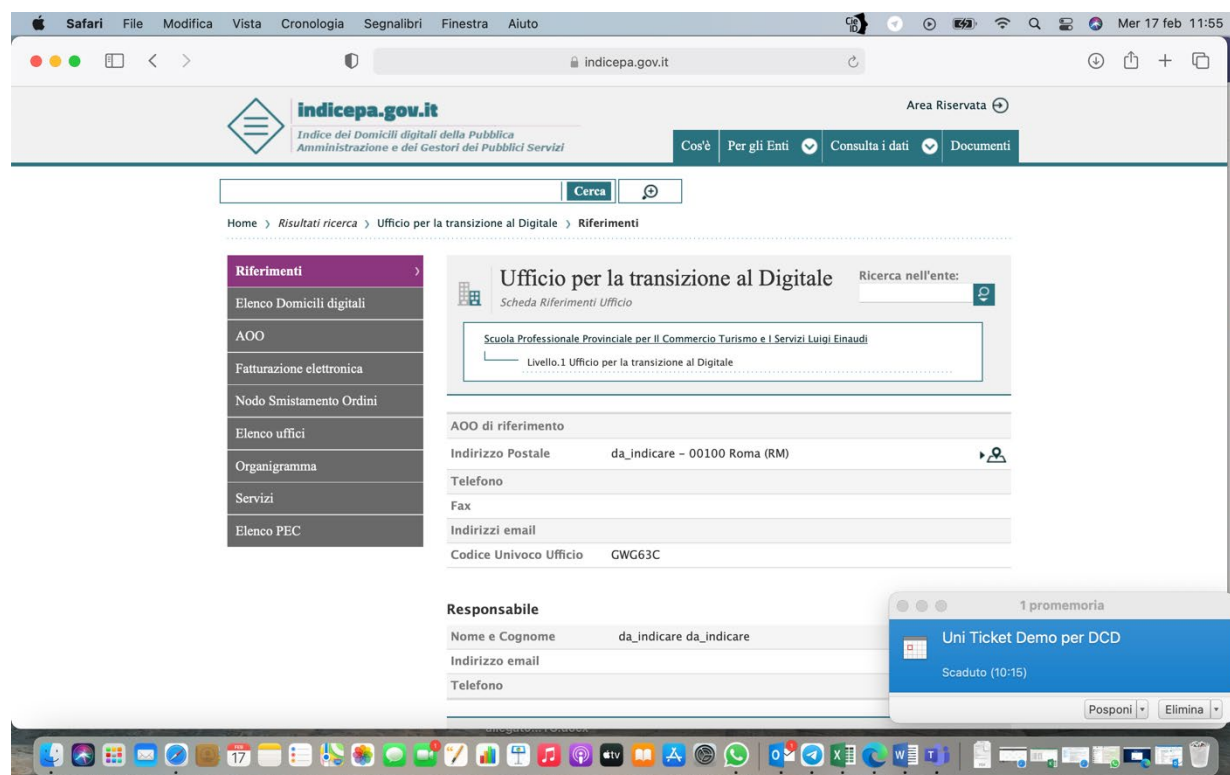 Safari File Modifica Vista Cronologia Segnalibri Finestra Aiuto Cie ID Mer 17 feb 11:55
indicepa.gov.it
indicepa.gov.it
Indice dei Domicili digitali della Pubblica
Amministrazione e dei Gestori dei Pubblici Servizi
Area Riservata
Cos'è Per gli Enti Consulta i dati Documenti
Cerca
Home > Risultati ricerca > Ufficio per la transizione al Digitale > Riferimenti
Riferimenti
Elenco Domicili digitali
AOO
Fatturazione elettronica
Nodo Smistamento Ordini
Elenco uffici
Organigramma
Servizi
Elenco PEC
Ufficio per la transizione al Digitale
Scheda Riferimenti Ufficio
Ricerca nell'ente:
Scuola Professionale Provinciale per Il Commercio Turismo e I Servizi Luigi Einaudi
Livello.1 Ufficio per la transizione al Digitale
AOO di riferimento
Indirizzo Postale da_indicare - 00100 Roma (RM)
Telefono
Fax
Indirizzi email
Codice Univoco Ufficio GWG63C
Responsabile
Nome e Cognome da_indicare da_indicare
Indirizzo email
Telefono
1 promemoria
Uni Ticket Demo per DCD
Scaduto (10:15)
Posponi Elimina
FEB
17
tv